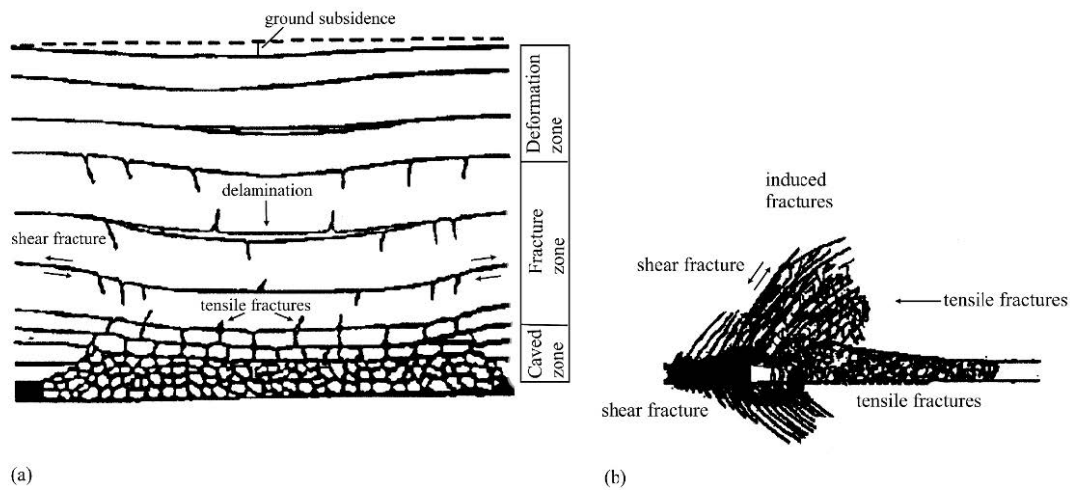 ground subsidence
Deformation
zone
delamination
shear fracture
Fracture
zone
tensile fractures
Caved
zone
(a)
induced
fractures
shear fracture
tensile fractures
shear fracture
tensile fractures
(b)